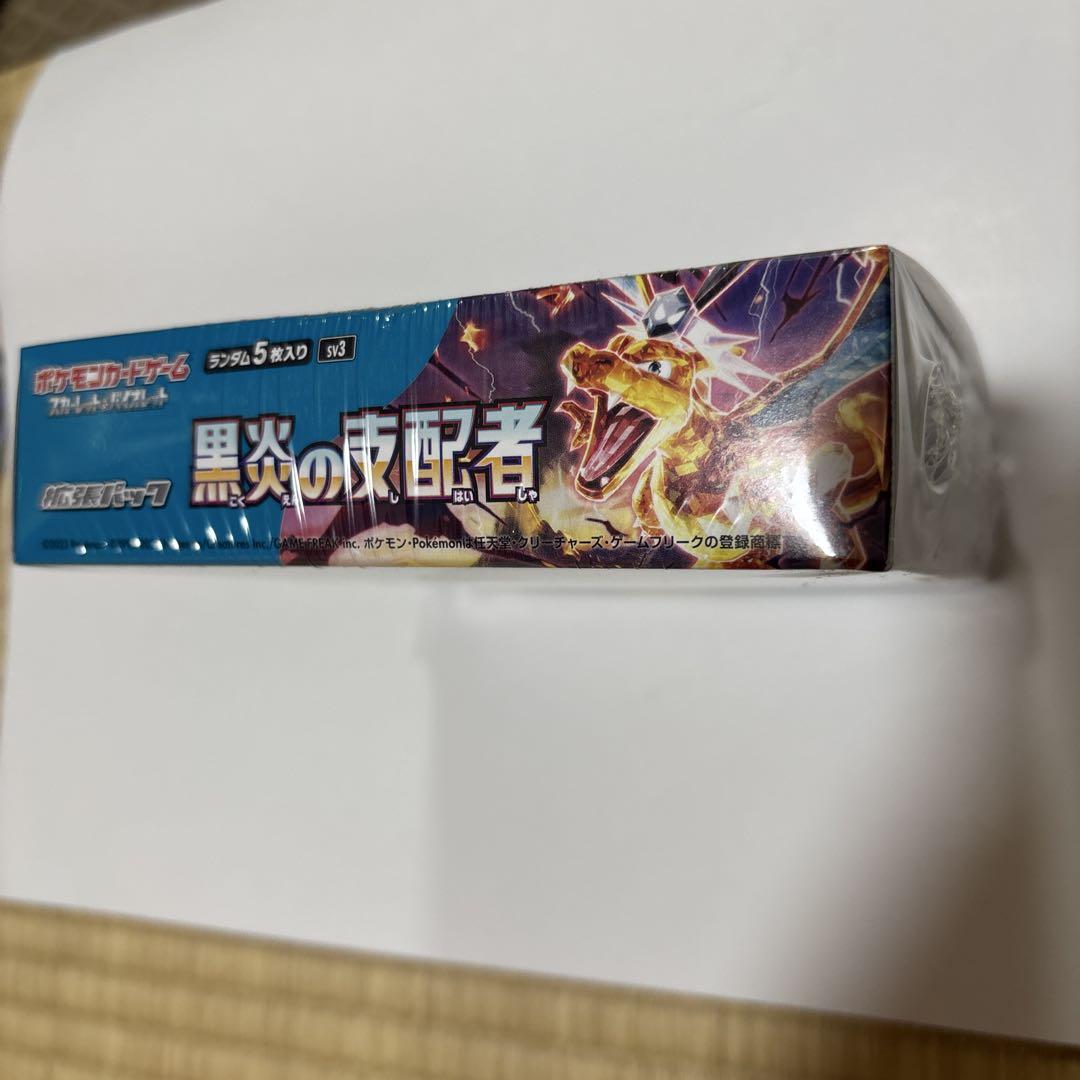 ポケモンカードゲーム
スカーレット&バイオレット
ランダム5枚入り SV3
拡張パック
黒炎の支配者
こく えん し はい しゃ
©2023 Pokémon. Creatures Inc./GAME FREAK inc. ポケモン・Pokémonは任天堂・クリーチャーズ・ゲームフリークの登録商標